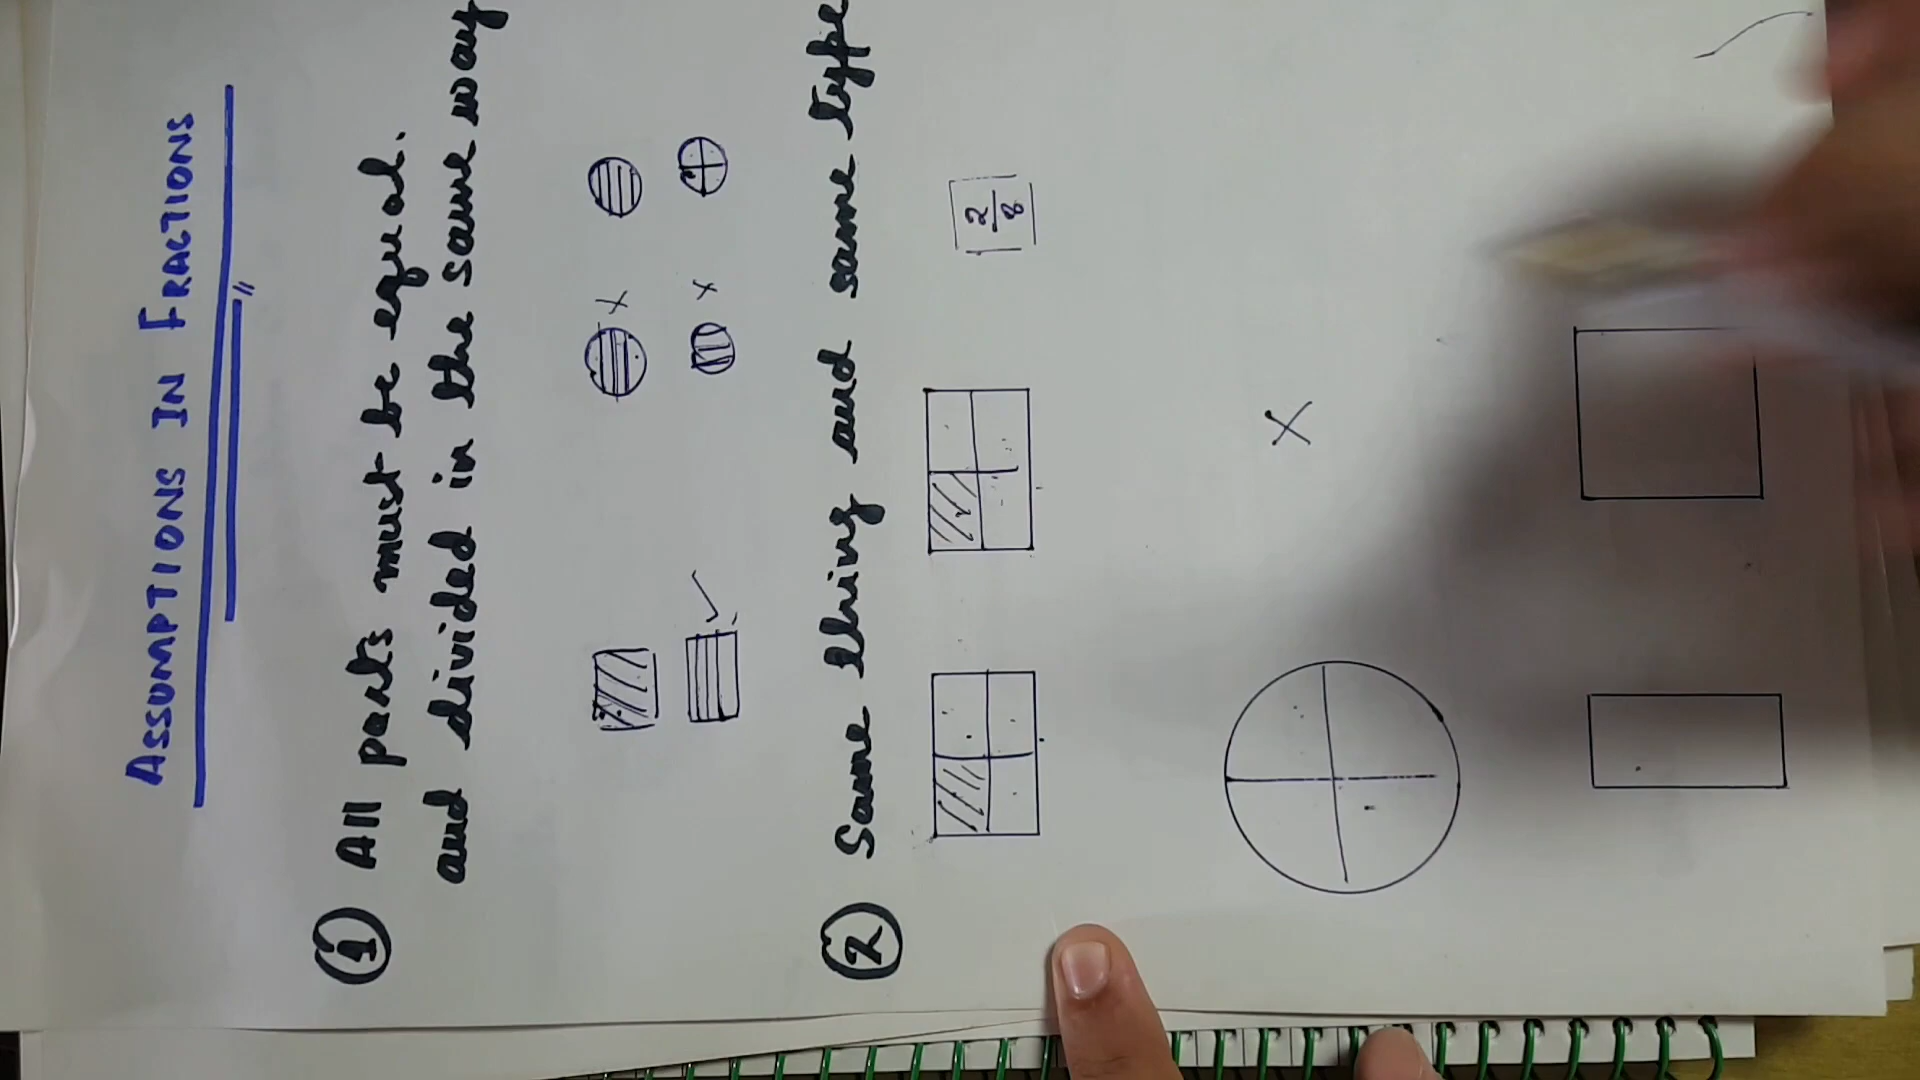 ASSUMPTIONS IN FRACTIONS
1 All parts must be equal.
and divided in the same way
2 Same thing and same type
2/8